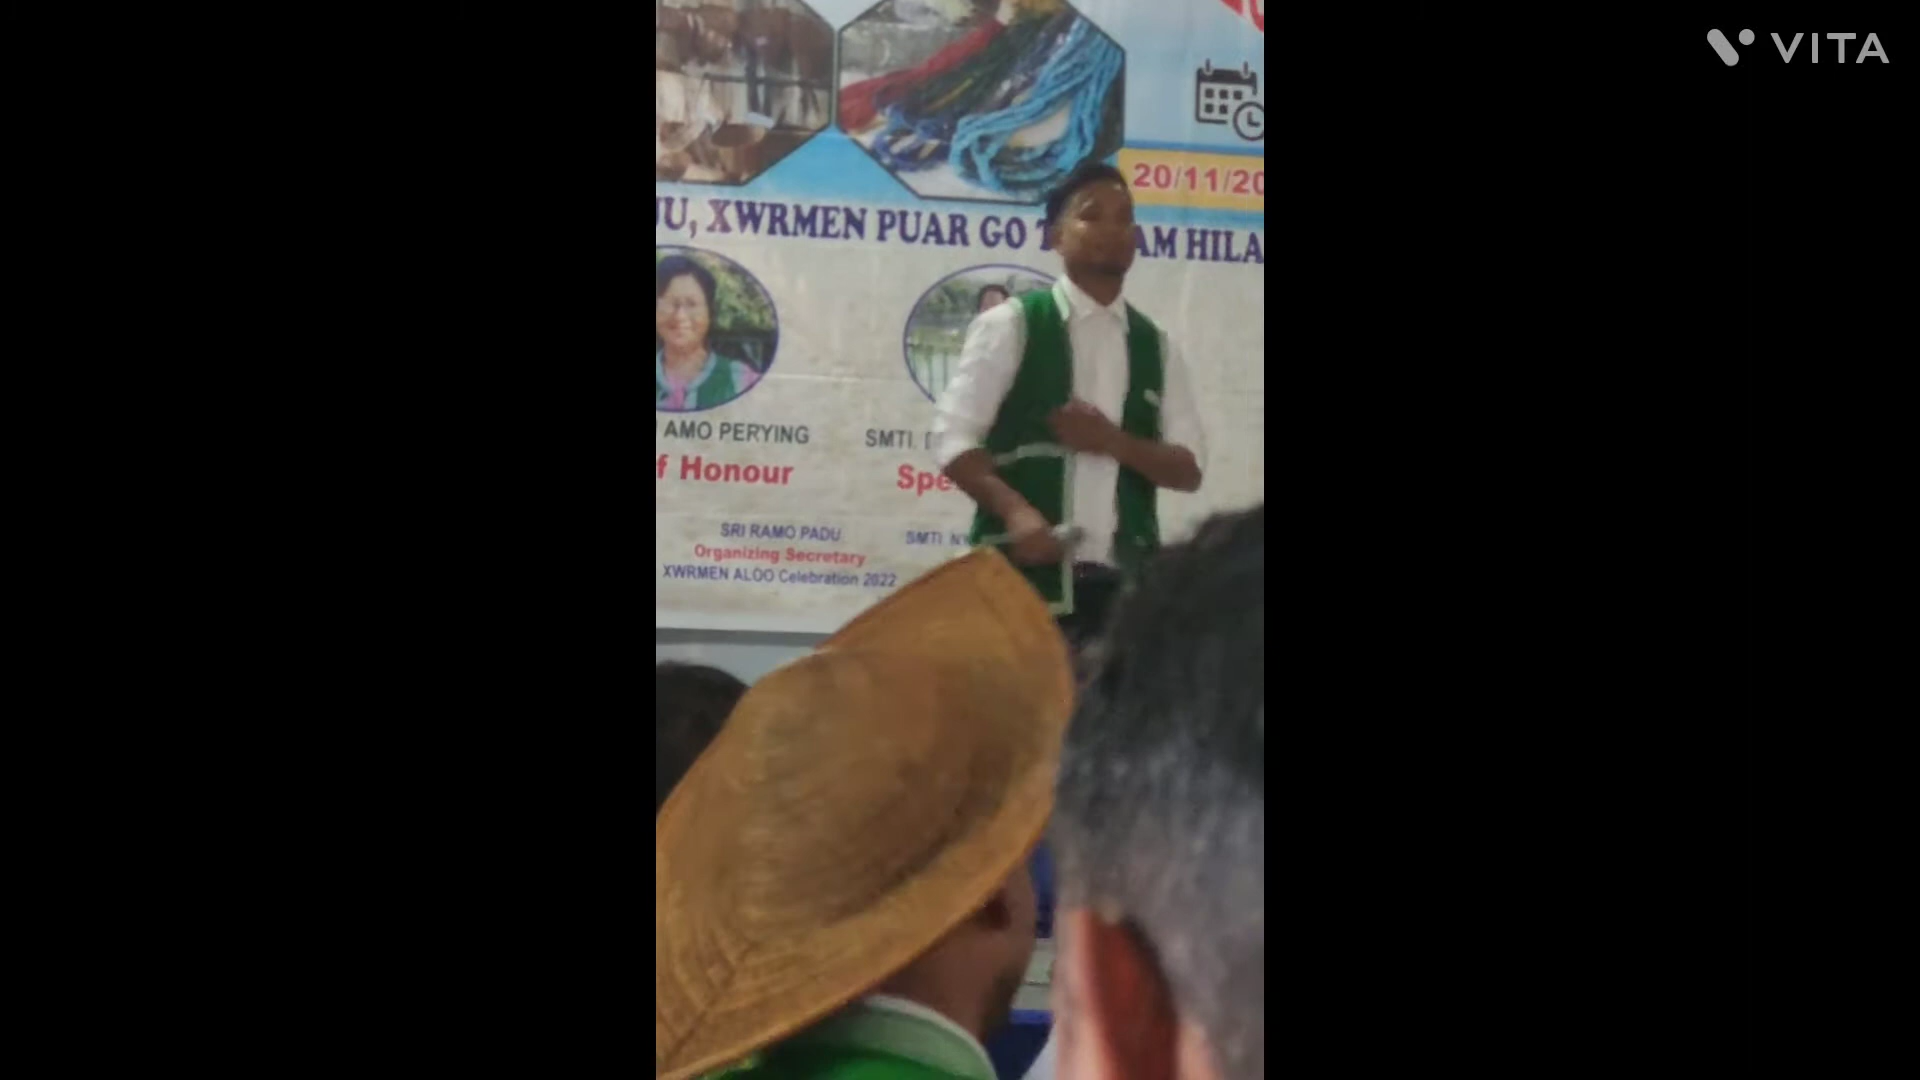 VITA
20/11/20
JU, XWRMEN PUAR GO
AM HILA
AMO PERYING
f Honour
SMTI.
Spe
SRI RAMO PADU
Organizing Secretary
XWRMEN ALOO Celebration 2022
SMTI